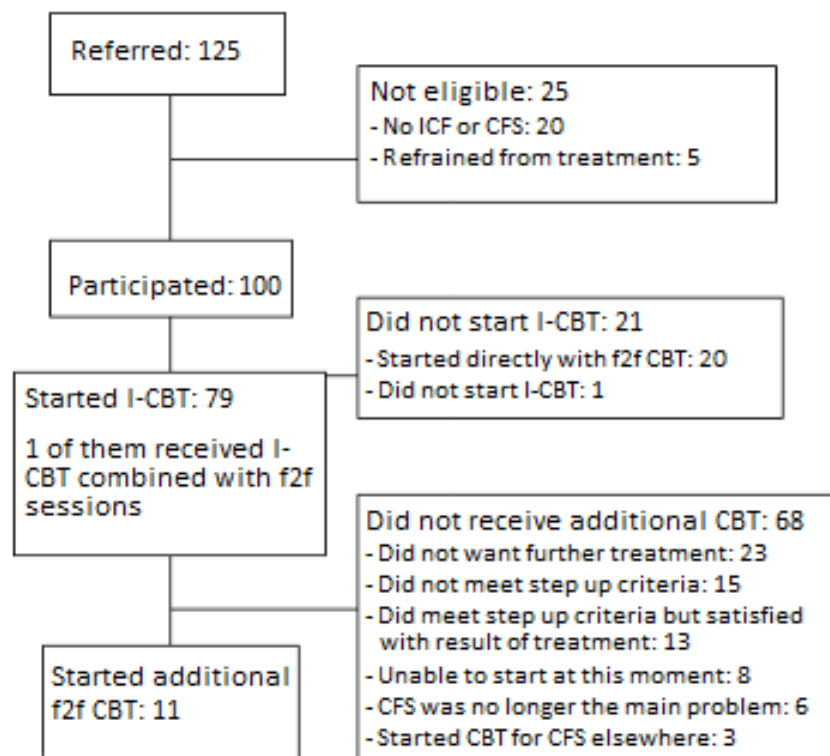 Referred: 125
Not eligible: 25
- No ICF or CFS: 20
- Refrained from treatment: 5
Participated: 100
Did not start I-CBT: 21
- Started directly with f2f CBT: 20
- Did not start I-CBT: 1
Started I-CBT: 79
1 of them received I-
CBT combined with f2f
sessions
Did not receive additional CBT: 68
- Did not want further treatment: 23
- Did not meet step up criteria: 15
- Did meet step up criteria but satisfied
with result of treatment: 13
- Unable to start at this moment: 8
- CFS was no longer the main problem: 6
- Started CBT for CFS elsewhere: 3
Started additional
f2f CBT: 11